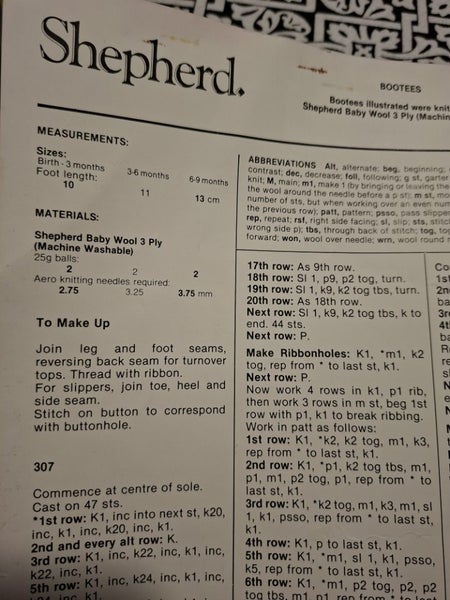 Shepherd.
BOOTEES
Bootees illustrated were
Shepherd Baby Wool 3 Ply
MEASUREMENTS:
Sizes:
Birth - 3 months 3-6 months 6-9 months
Foot length:
10 11 13 cm
MATERIALS:
Shepherd Baby Wool 3 Ply
(Machine Washable)
25g balls:
2 2 2
Aero knitting needles required:
2.75 3.25 3.75 mm
To Make Up
Join leg and foot seams,
reversing back seam for turnover
tops. Thread with ribbon.
For slippers, join toe, heel and
side seam.
Stitch on button to correspond
with buttonhole.
307
Commence at centre of sole.
Cast on 47 sts.
*1st row: K1, inc into next st, k20,
inc, k1, inc, k20, inc, k1.
2nd and every alt row: K.
3rd row: K1, inc, k22, inc, k1, inc,
k22, inc, k1.
5th row: K1, inc, k24, inc, k1, inc,
k24, inc, k1.
ABBREVIATIONS Alt, alternate; beg, beginning;
contrast; dec, decrease; foll, following; g st, garter
knit; M, main; m1, make 1 (by bringing or leaving the
the wool around the needle before a p st); m st,
number of sts, but when working over an even
the previous row); patt, pattern; psso, pass
rep, repeat; rsf, right side facing; sl, slip; sts,
wrong side p); tbs, through back of stitch; tog,
forward; won, wool over needle; wrn, wool round
17th row: As 9th row.
18th row: Sl 1, p9, p2 tog, turn.
19th row: Sl 1, k9, k2 tog tbs, turn.
20th row: As 18th row.
Next row: Sl 1, k9, k2 tog tbs, k to
end. 44 sts.
Next row: P.
Make Ribbonholes: K1, *m1, k2
tog, rep from * to last st, k1.
Next row: P.
Now work 4 rows in k1, p1 rib,
then work 3 rows in m st, beg 1st
row with p1, k1 to break ribbing.
Work in patt as follows:
1st row: K1, *k2, k2 tog, m1, k3,
rep from * to last st, k1.
2nd row: K1, *p1, k2 tog tbs, m1,
p1, m1, p2 tog, p1, rep from * to
last st, k1.
3rd row: K1, *k2 tog, m1, k3, m1, sl
1, k1, psso, rep from * to last st,
k1.
4th row: K1, p to last st, k1.
5th row: K1, *m1, sl 1, k1, psso,
k5, rep from * to last st, k1.
6th row: K1, *m1, p2 tog, p2, p2
tog tbs, m1, p1, rep from * to